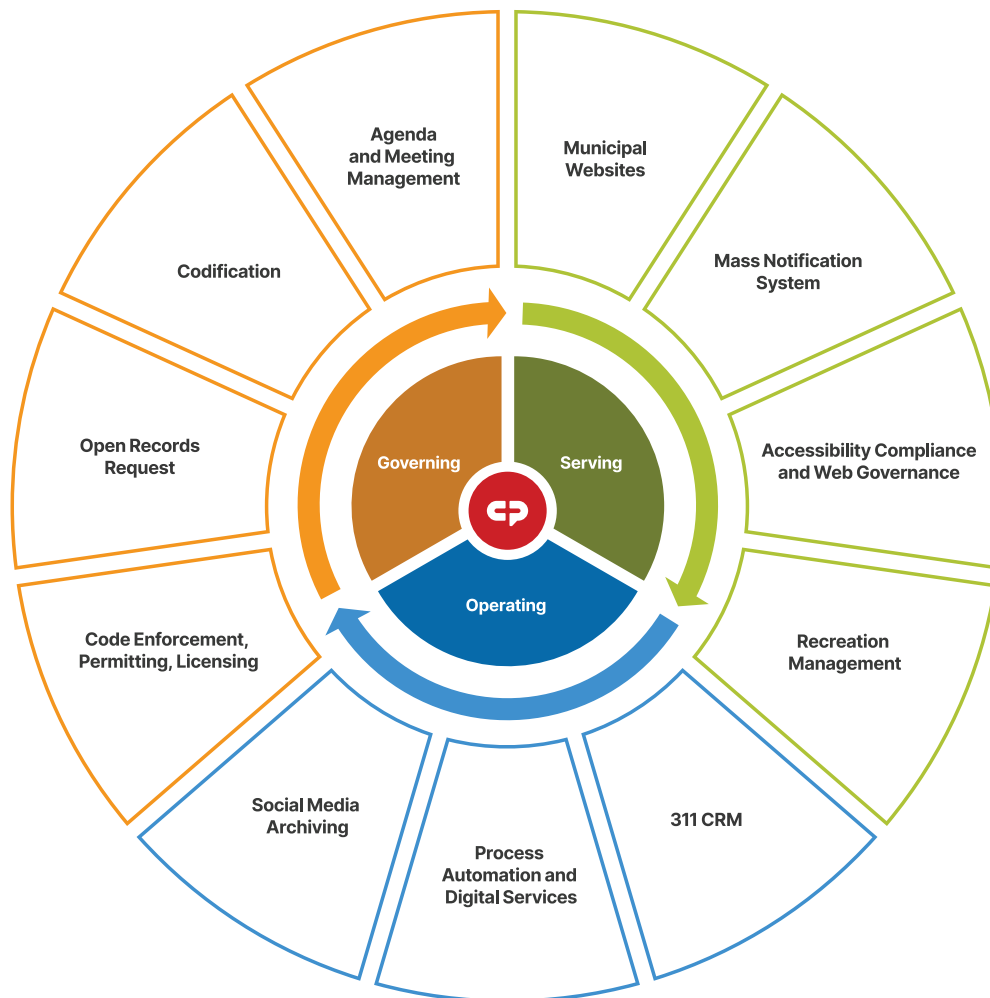 Agenda
and Meeting
Management
Municipal
Websites
Mass Notification
System
Accessibility Compliance
and Web Governance
Recreation
Management
311 CRM
Process
Automation and
Digital Services
Social Media
Archiving
Code Enforcement,
Permitting, Licensing
Open Records
Request
Codification
Governing
Serving
Operating